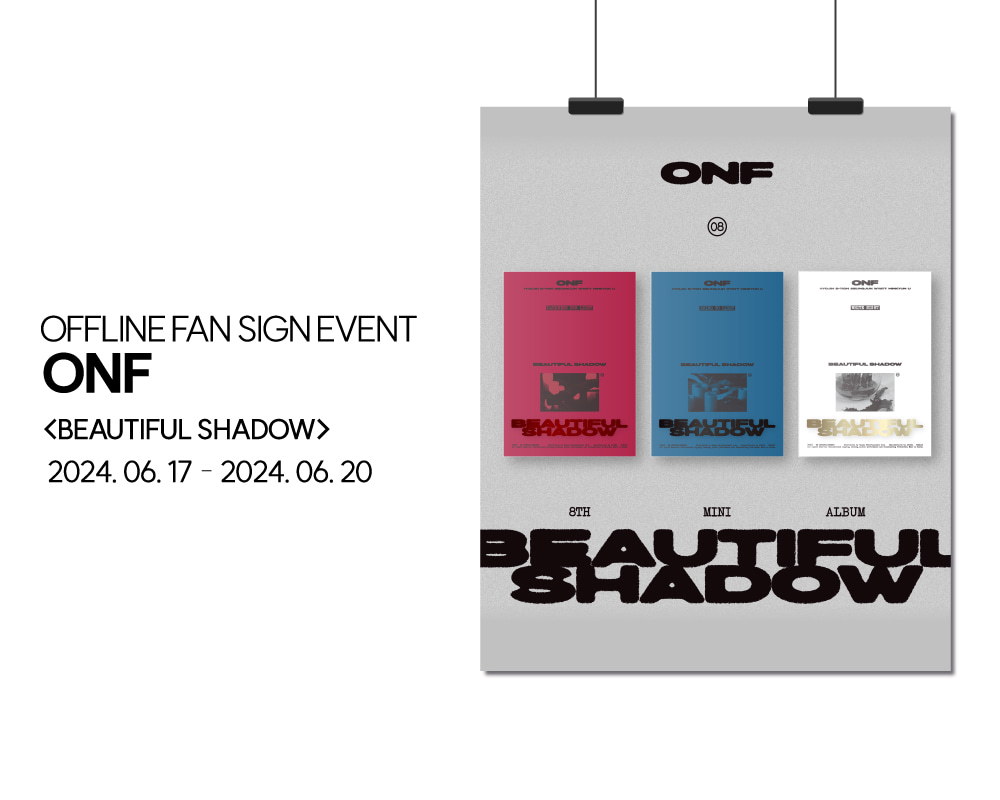 OFFLINE FAN SIGN EVENT
ONF
<BEAUTIFUL SHADOW>
2024. 06. 17 - 2024. 06. 20
ONF
08
ONF
BEAUTIFUL SHADOW
BEAUTIFUL
SHADOW
ONF
BEAUTIFUL SHADOW
BEAUTIFUL
SHADOW
ONF
BEAUTIFUL SHADOW
BEAUTIFUL
SHADOW
8TH MINI ALBUM
BEAUTIFUL
SHADOW